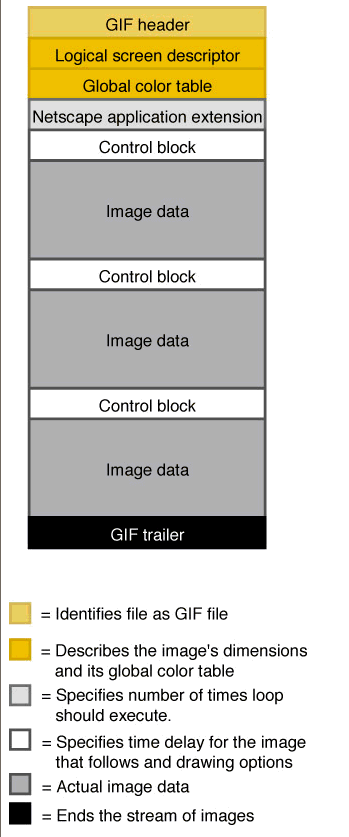 GIF header
Logical screen descriptor
Global color table
Netscape application extension
Control block
Image data
Control block
Image data
Control block
Image data
GIF trailer
= Identifies file as GIF file
= Describes the image's dimensions
and its global color table
= Specifies number of times loop
should execute.
= Specifies time delay for the image
that follows and drawing options
= Actual image data
= Ends the stream of images